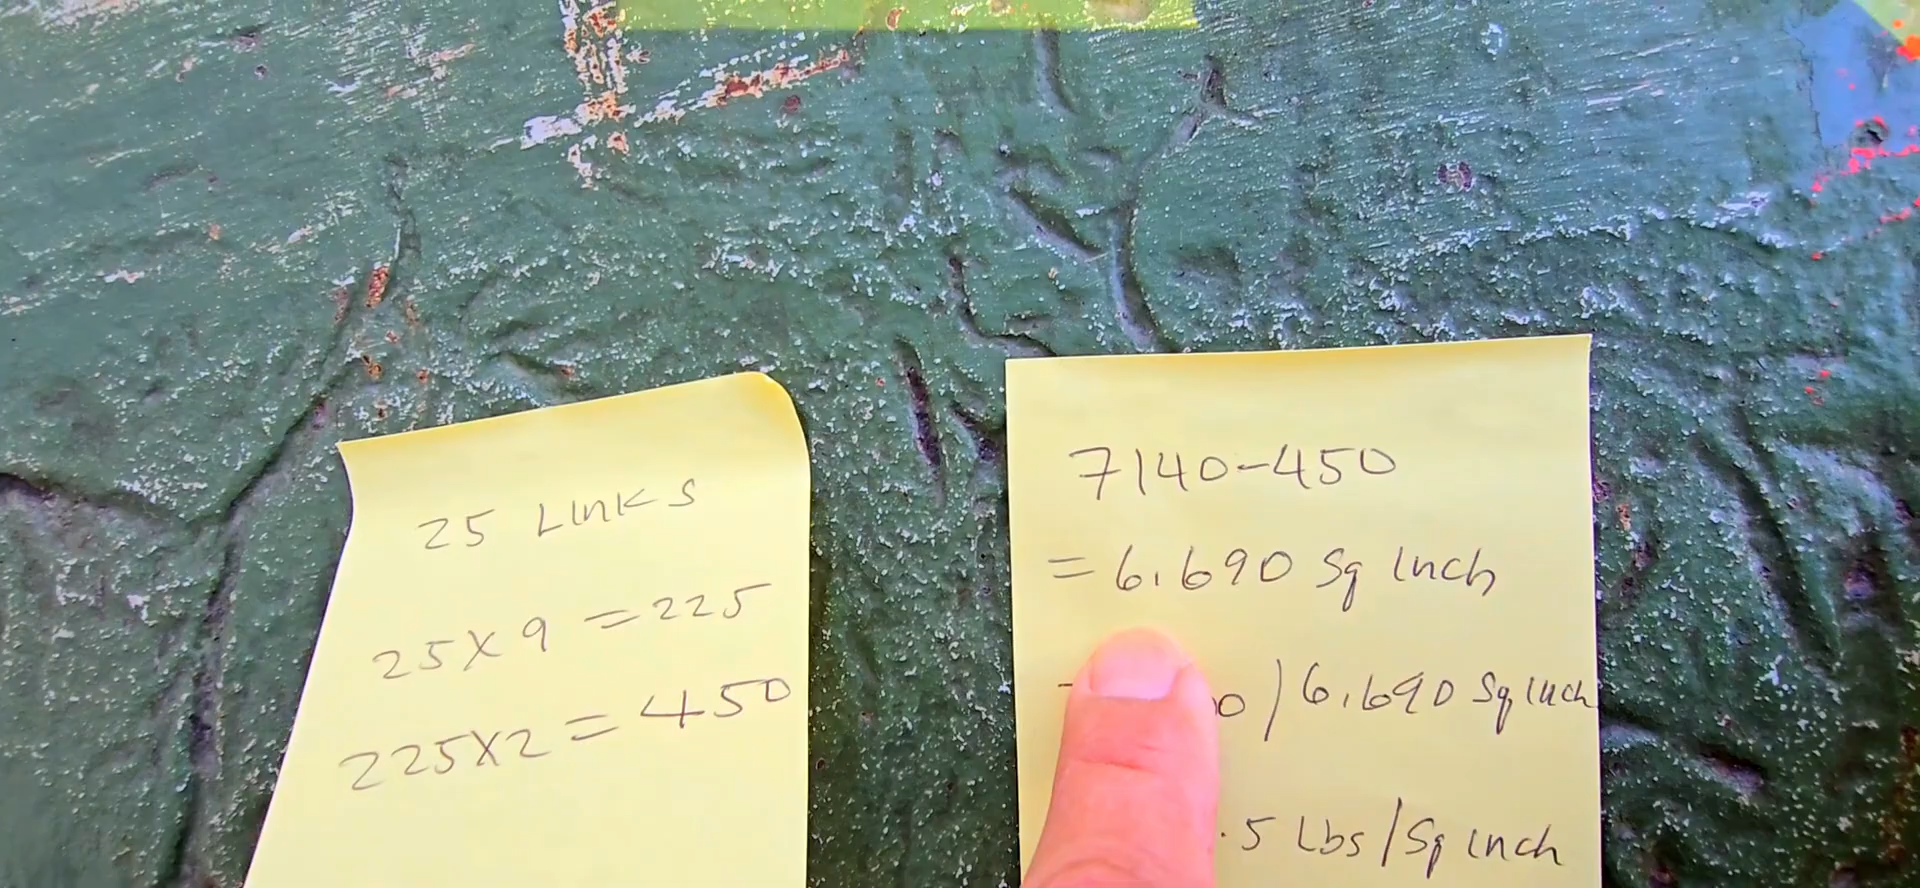 25 Links
25x9 =225
225x2 = 450
7140-450
= 6,690 Sq Inch
0 / 6,690 Sq Inch
.5 Lbs/Sq Inch